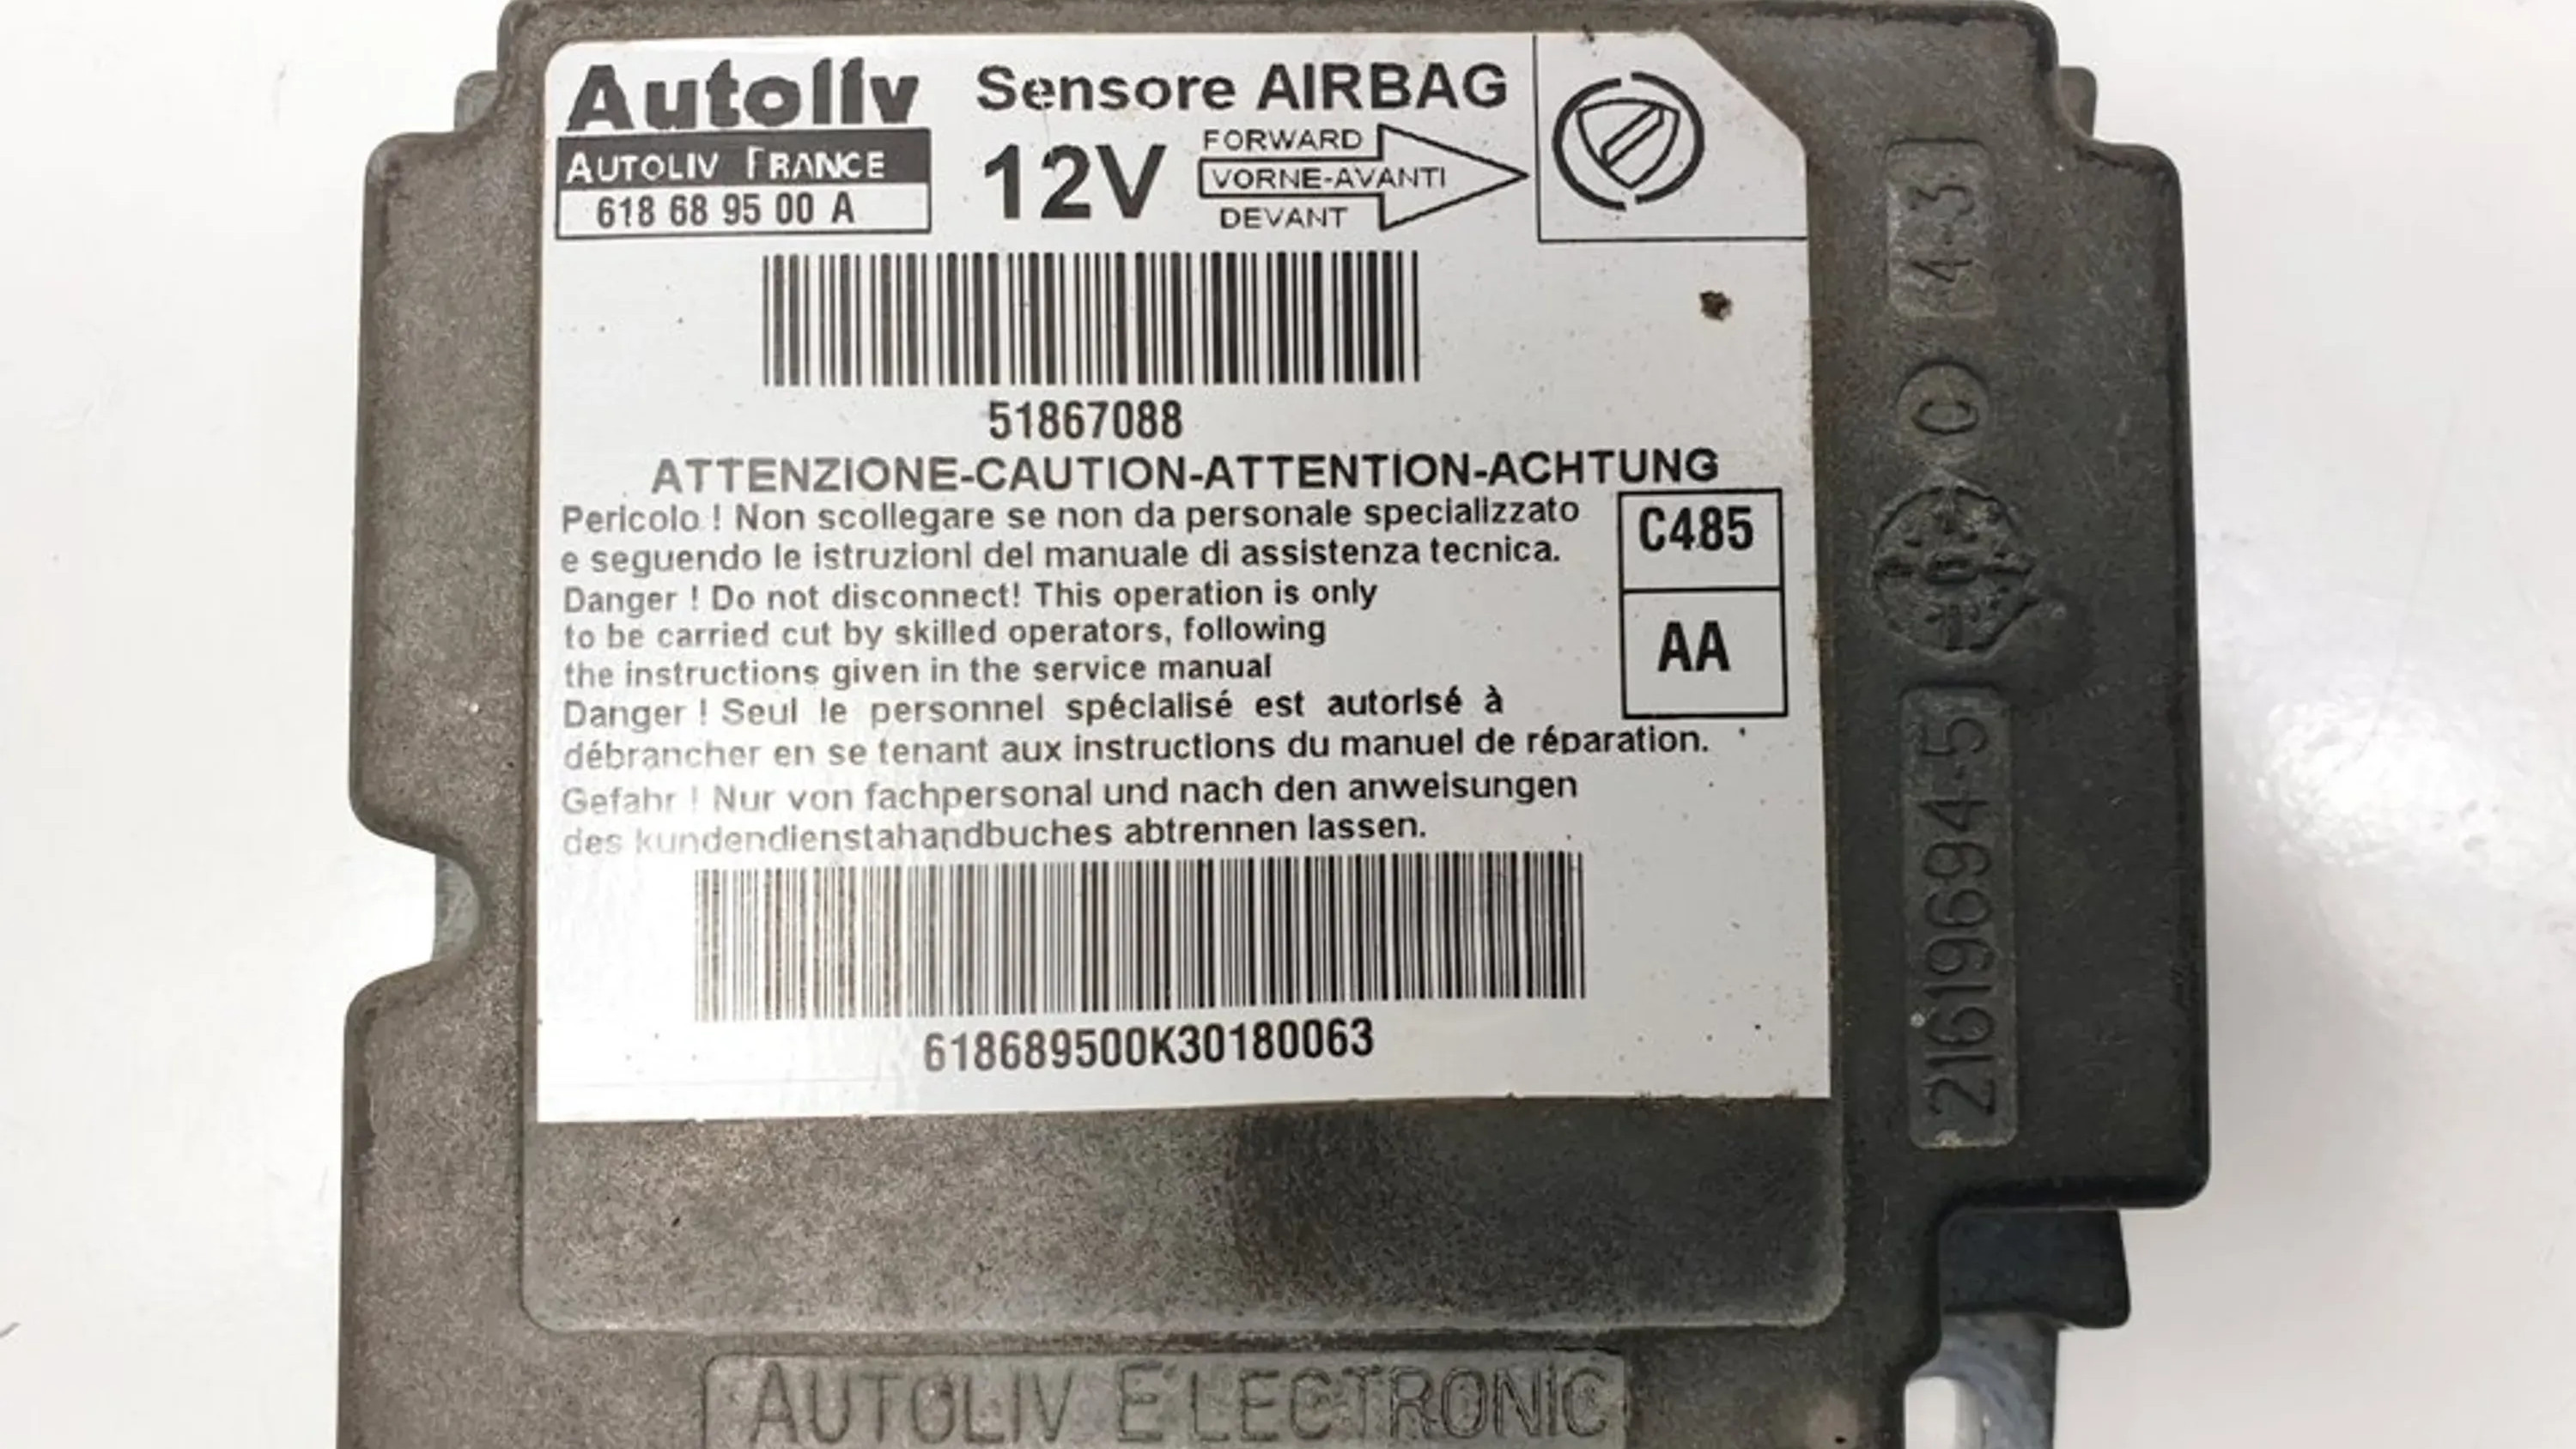 Autoliv
Sensore AIRBAG
AUTOLIV FRANCE
618 68 95 00 A
12V
FORWARD
VORNE-AVANTI
DEVANT
51867088
ATTENZIONE-CAUTION-ATTENTION-ACHTUNG
Pericolo ! Non scollegare se non da personale specializzato
e seguendo le istruzioni del manuale di assistenza tecnica.
Danger ! Do not disconnect! This operation is only
to be carried cut by skilled operators, following
the instructions given in the service manual
Danger ! Seul le personnel spécialisé est autorisé à
débrancher en se tenant aux instructions du manuel de réparation.
Gefahr ! Nur von fachpersonal und nach den anweisungen
des kundendienstahandbuches abtrennen lassen.
C485
AA
618689500K30180063
4-3
C
2161969 4-5
AUTOLIV ELECTRONIC